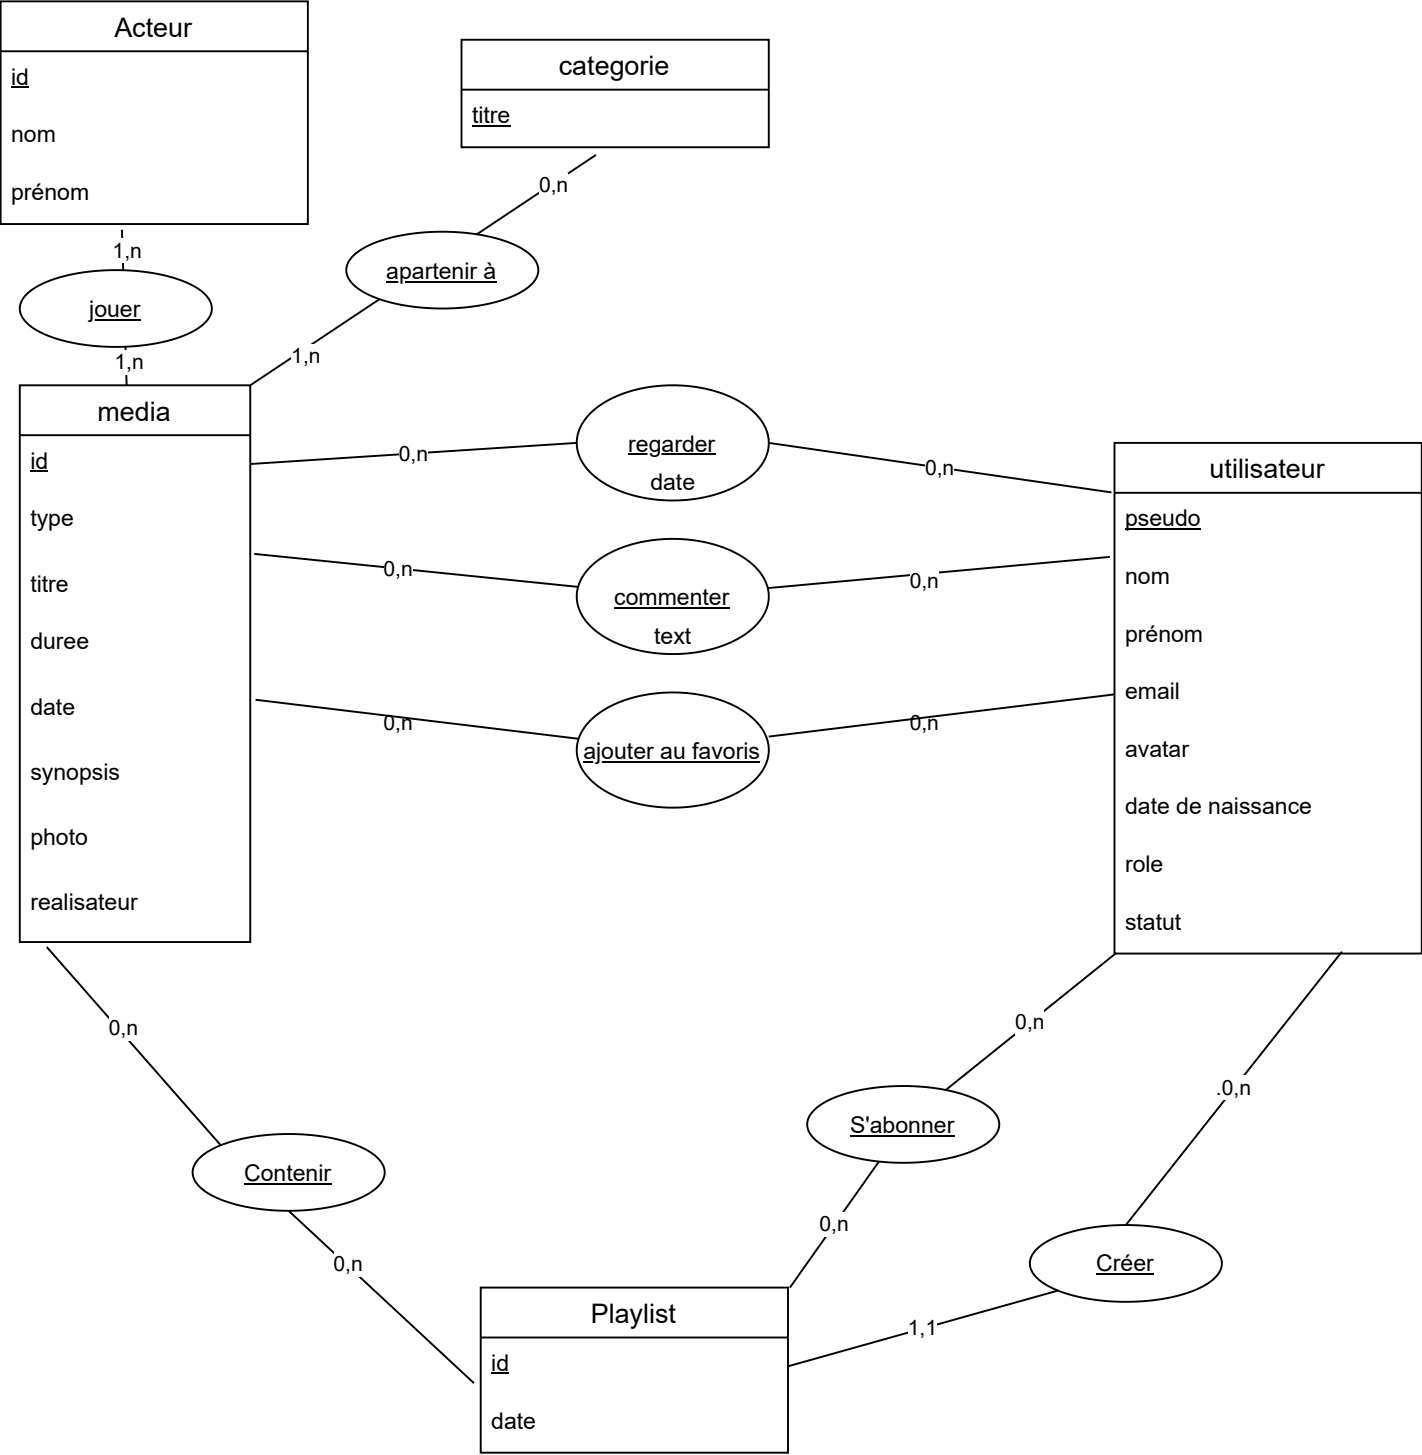 Acteur
id
nom
prénom
categorie
titre
0,n
apartenir à
1,n
1,n
jouer
1,n
media
id
type
titre
duree
date
synopsis
photo
realisateur
0,n
regarder
date
0,n
0,n
commenter
text
0,n
0,n
ajouter au favoris
0,n
utilisateur
pseudo
nom
prénom
email
avatar
date de naissance
role
statut
0,n
Contenir
0,n
0,n
S'abonner
0,n
.0,n
Créer
1,1
Playlist
id
date